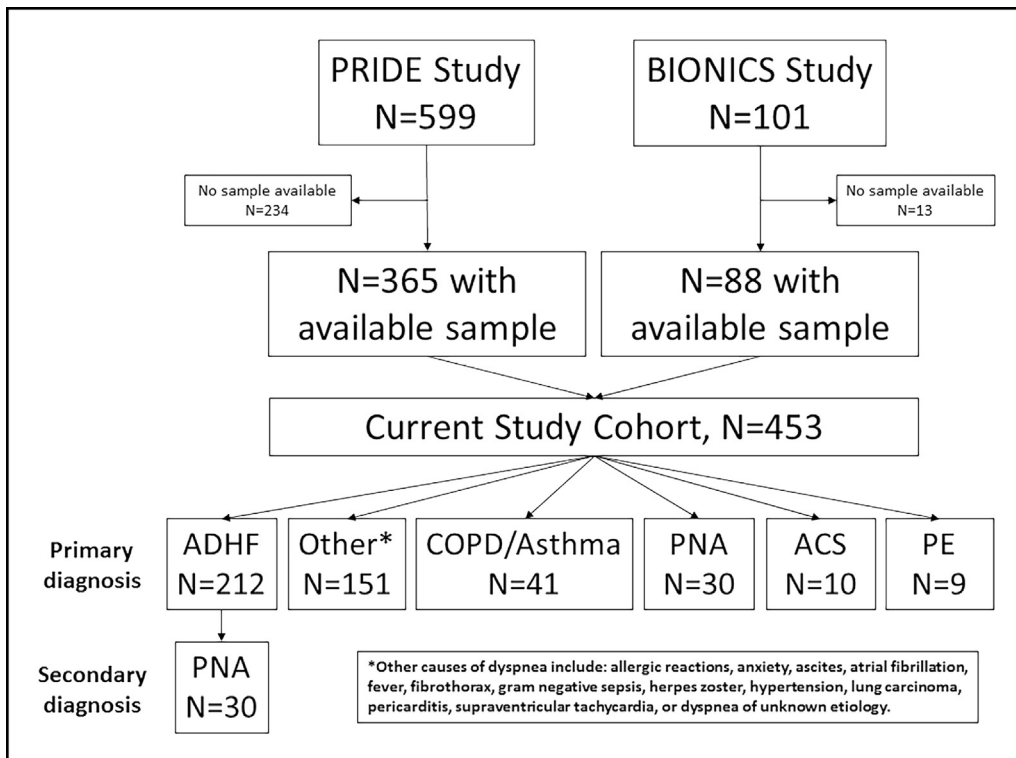 PRIDE Study
N=599
BIONICS Study
N=101
No sample available
N=234
No sample available
N=13
N=365 with
available sample
N=88 with
available sample
Current Study Cohort, N=453
Primary
diagnosis
ADHF
N=212
Other*
N=151
COPD/Asthma
N=41
PNA
N=30
ACS
N=10
PE
N=9
Secondary
diagnosis
PNA
N=30
*Other causes of dyspnea include: allergic reactions, anxiety, ascites, atrial fibrillation,
fever, fibrothorax, gram negative sepsis, herpes zoster, hypertension, lung carcinoma,
pericarditis, supraventricular tachycardia, or dyspnea of unknown etiology.